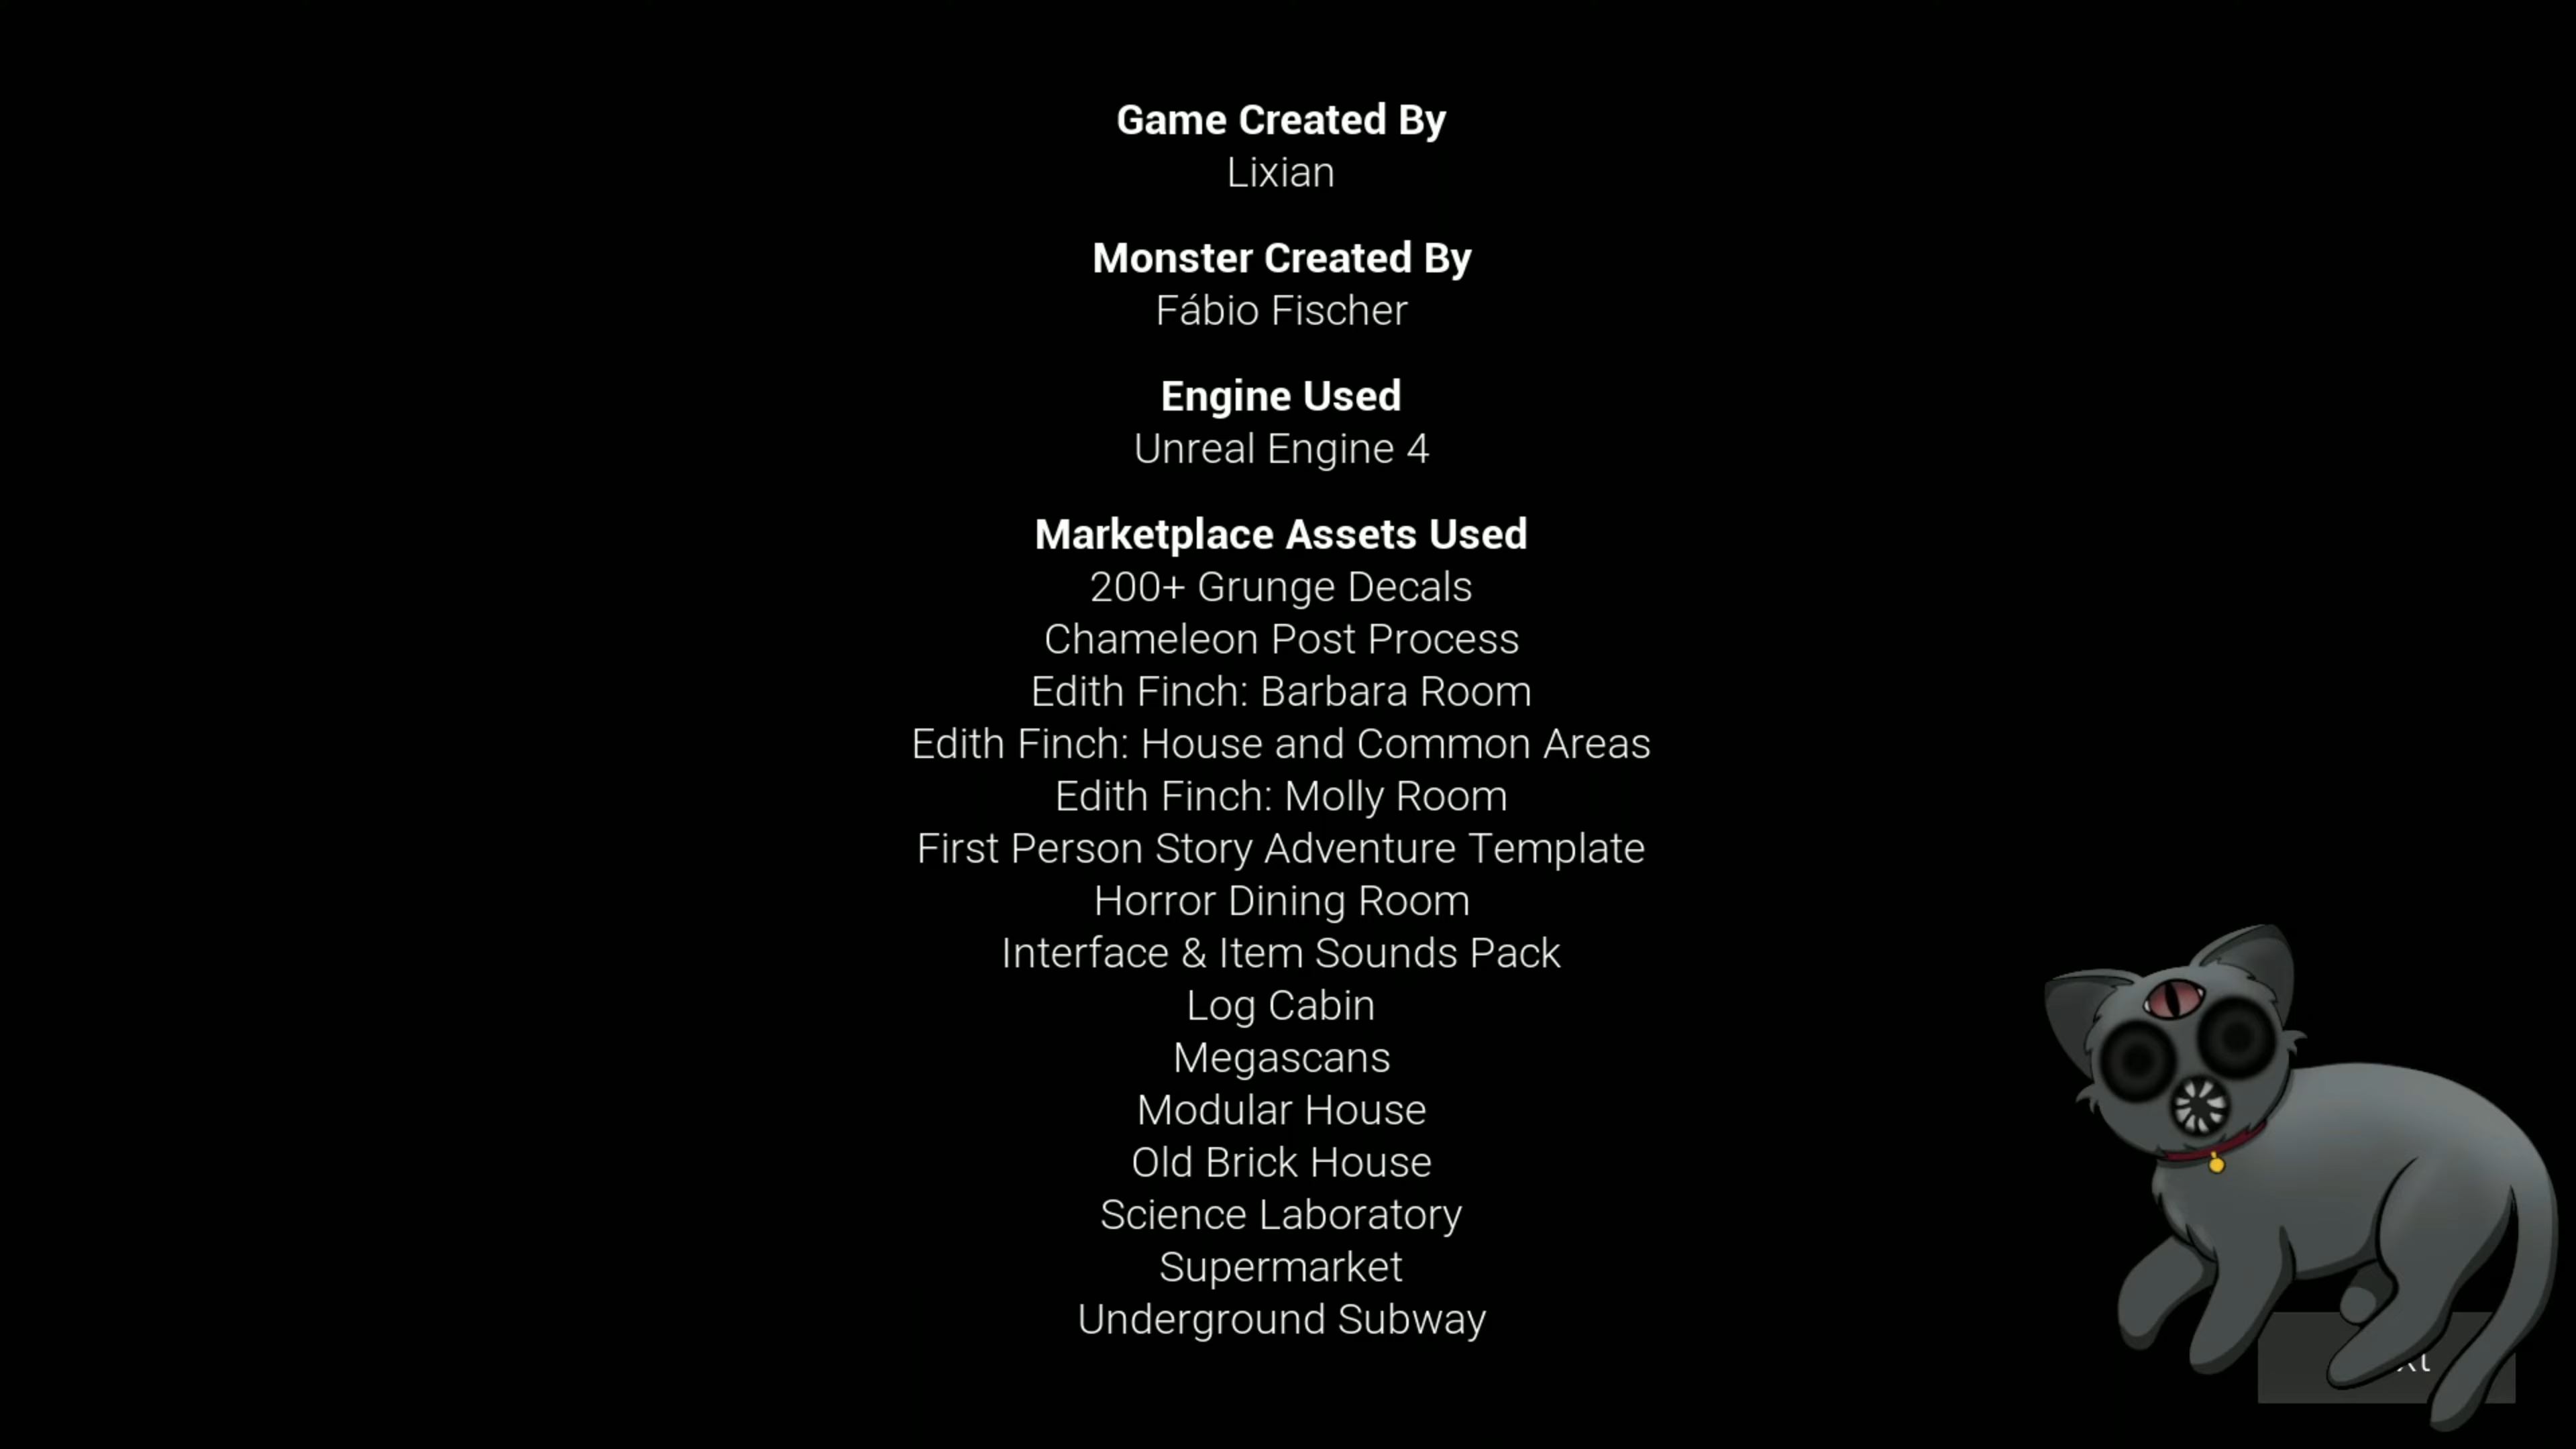 Game Created By
Lixian
Monster Created By
Fábio Fischer
Engine Used
Unreal Engine 4
Marketplace Assets Used
200+ Grunge Decals
Chameleon Post Process
Edith Finch: Barbara Room
Edith Finch: House and Common Areas
Edith Finch: Molly Room
First Person Story Adventure Template
Horror Dining Room
Interface & Item Sounds Pack
Log Cabin
Megascans
Modular House
Old Brick House
Science Laboratory
Supermarket
Underground Subway